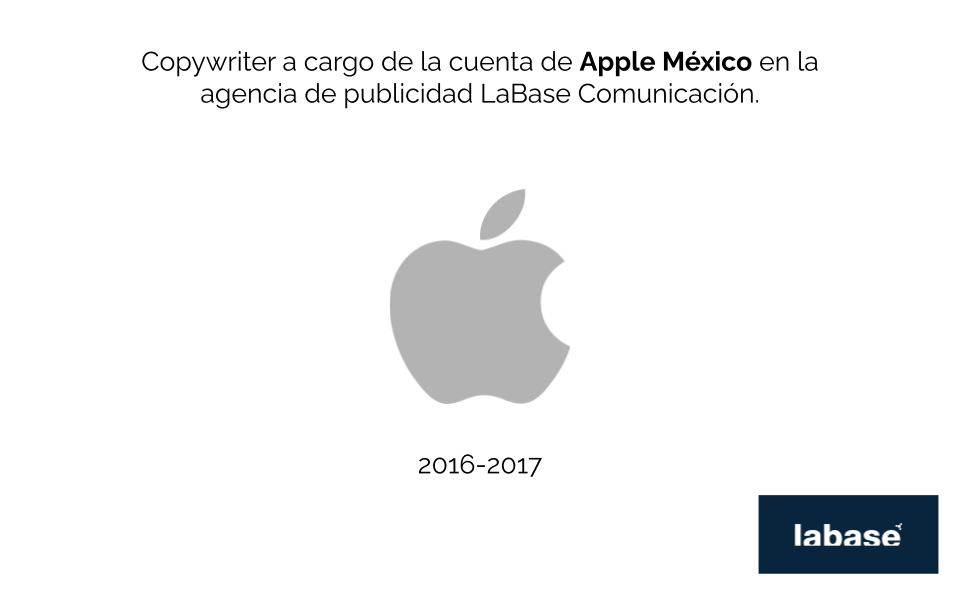 Copywriter a cargo de la cuenta de Apple México en la
agencia de publicidad LaBase Comunicación.
2016-2017
labase